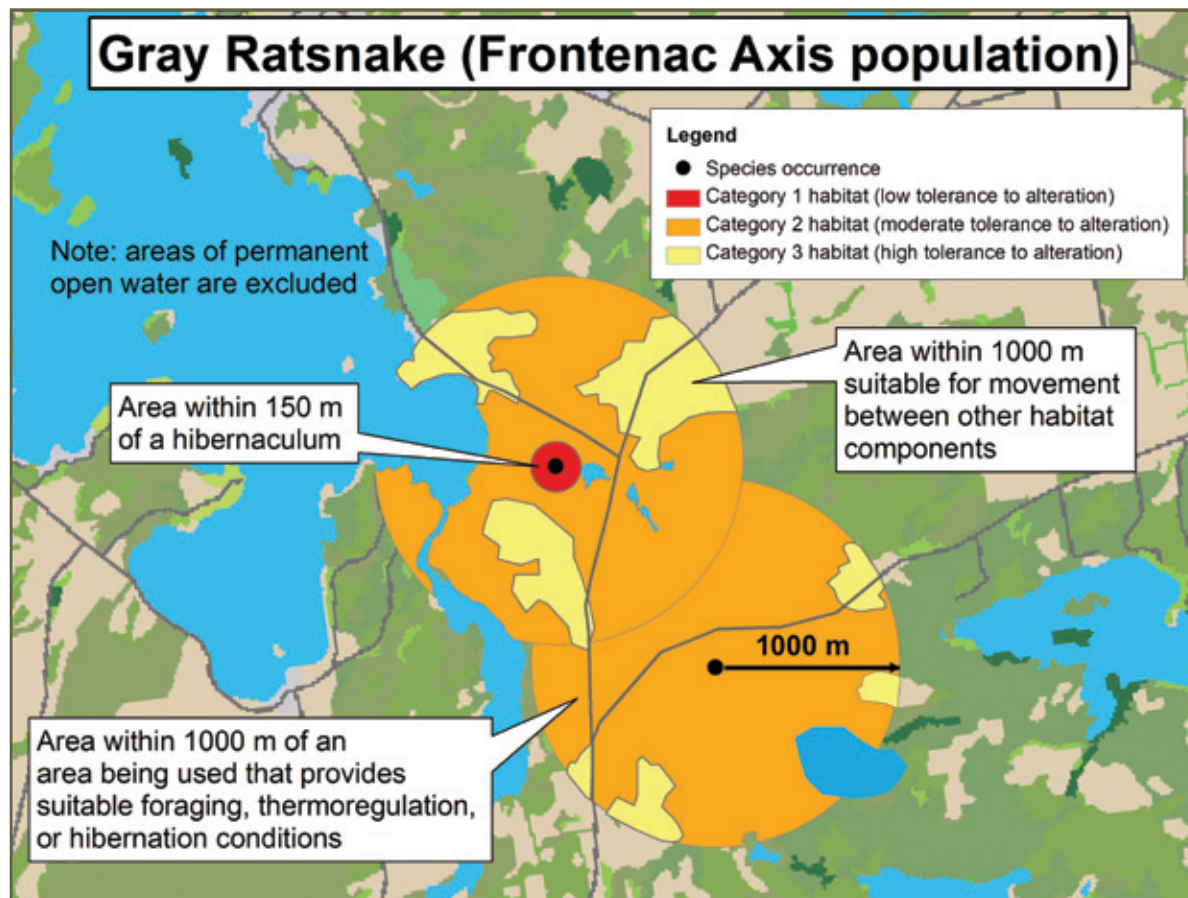 Gray Ratsnake (Frontenac Axis population)
Legend
Species occurrence
Category 1 habitat (low tolerance to alteration)
Category 2 habitat (moderate tolerance to alteration)
Category 3 habitat (high tolerance to alteration)
Note: areas of permanent
open water are excluded
Area within 150 m
of a hibernaculum
Area within 1000 m
suitable for movement
between other habitat
components
1000 m
Area within 1000 m of an
area being used that provides
suitable foraging, thermoregulation,
or hibernation conditions